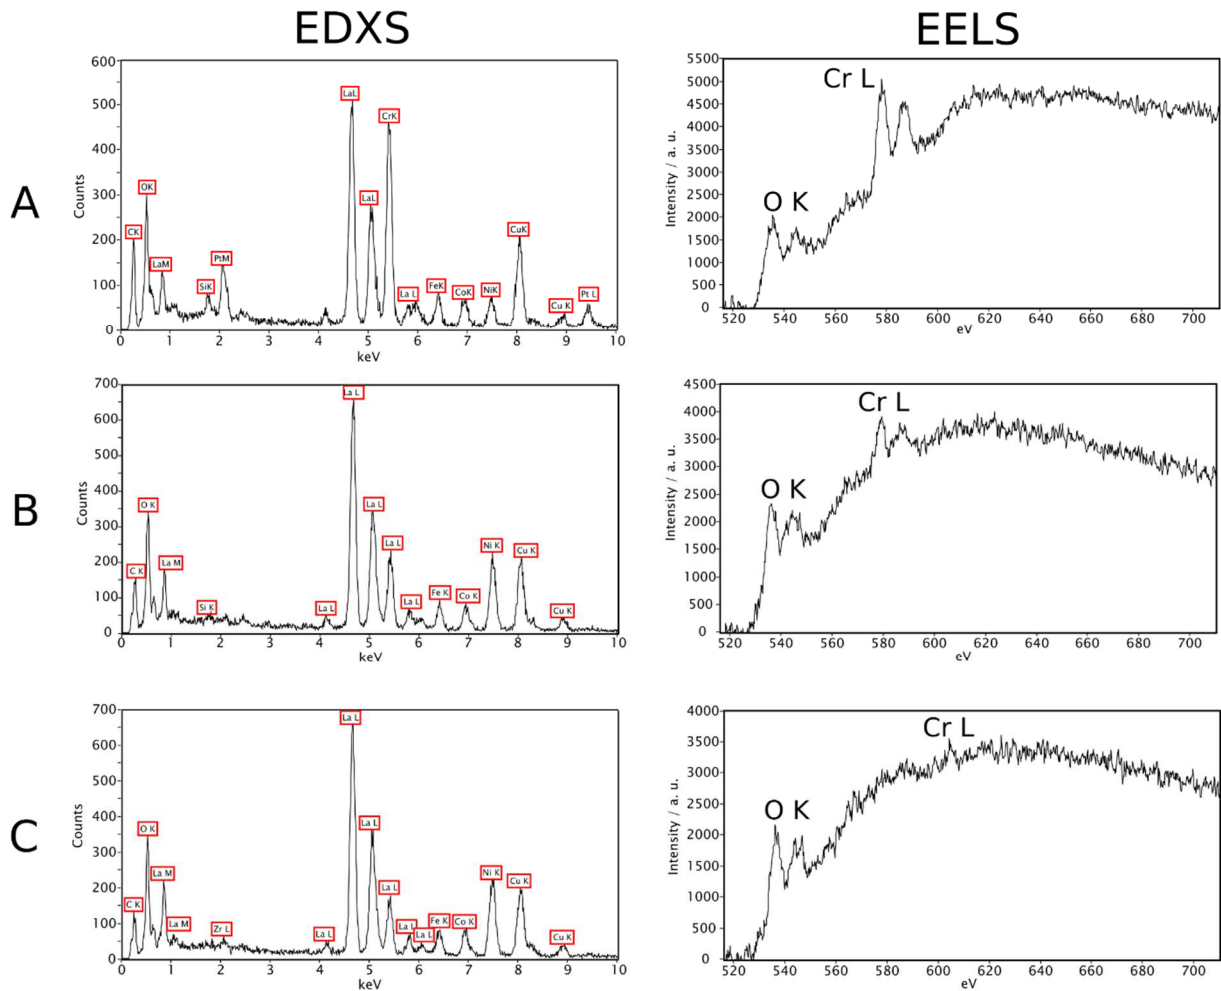 EDXS
EELS
A
Counts
600
500
400
300
200
100
0
CK
OK
LaM
SiK
PtM
LaL
LaL
CrK
La L
FeK
CoK
NiK
CuK
Cu K
Pt L
0 1 2 3 4 5 6 7 8 9 10
keV
Intensity / a. u.
5500
5000
4500
4000
3500
3000
2500
2000
1500
1000
500
0
O K
Cr L
520 540 560 580 600 620 640 660 680 700
eV
B
Counts
700
600
500
400
300
200
100
0
C K
O K
La M
Si K
La L
La L
La L
La L
La L
Fe K
Co K
Ni K
Cu K
Cu K
0 1 2 3 4 5 6 7 8 9 10
keV
Intensity / a. u.
4500
4000
3500
3000
2500
2000
1500
1000
500
0
O K
Cr L
520 540 560 580 600 620 640 660 680 700
eV
C
Counts
700
600
500
400
300
200
100
0
C K
O K
La M
La M
Zr L
La L
La L
La L
La L
La L
La L
Fe K
Co K
Ni K
Cu K
Cu K
0 1 2 3 4 5 6 7 8 9 10
keV
Intensity / a. u.
4000
3500
3000
2500
2000
1500
1000
500
0
O K
Cr L
520 540 560 580 600 620 640 660 680 700
eV